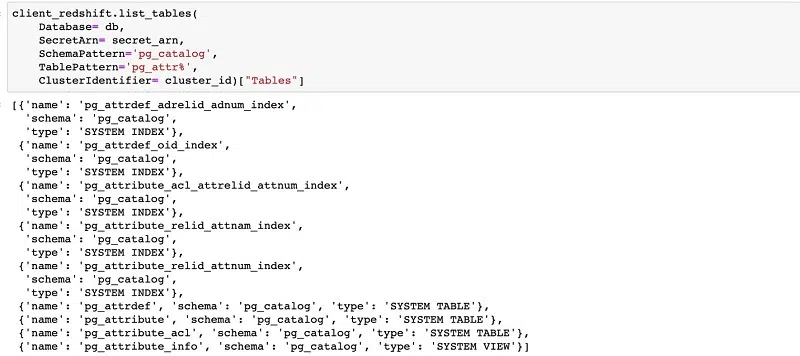 client_redshift.list_tables(
    Database= db,
    SecretArn= secret_arn,
    SchemaPattern='pg_catalog',
    TablePattern='pg_attr%',
    ClusterIdentifier= cluster_id)["Tables"]
[{'name': 'pg_attrdef_adrelid_adnum_index',
  'schema': 'pg_catalog',
  'type': 'SYSTEM INDEX'},
 {'name': 'pg_attrdef_oid_index',
  'schema': 'pg_catalog',
  'type': 'SYSTEM INDEX'},
 {'name': 'pg_attribute_acl_attrelid_attnum_index',
  'schema': 'pg_catalog',
  'type': 'SYSTEM INDEX'},
 {'name': 'pg_attribute_relid_attnam_index',
  'schema': 'pg_catalog',
  'type': 'SYSTEM INDEX'},
 {'name': 'pg_attribute_relid_attnum_index',
  'schema': 'pg_catalog',
  'type': 'SYSTEM INDEX'},
 {'name': 'pg_attrdef', 'schema': 'pg_catalog', 'type': 'SYSTEM TABLE'},
 {'name': 'pg_attribute', 'schema': 'pg_catalog', 'type': 'SYSTEM TABLE'},
 {'name': 'pg_attribute_acl', 'schema': 'pg_catalog', 'type': 'SYSTEM TABLE'},
 {'name': 'pg_attribute_info', 'schema': 'pg_catalog', 'type': 'SYSTEM VIEW'}]